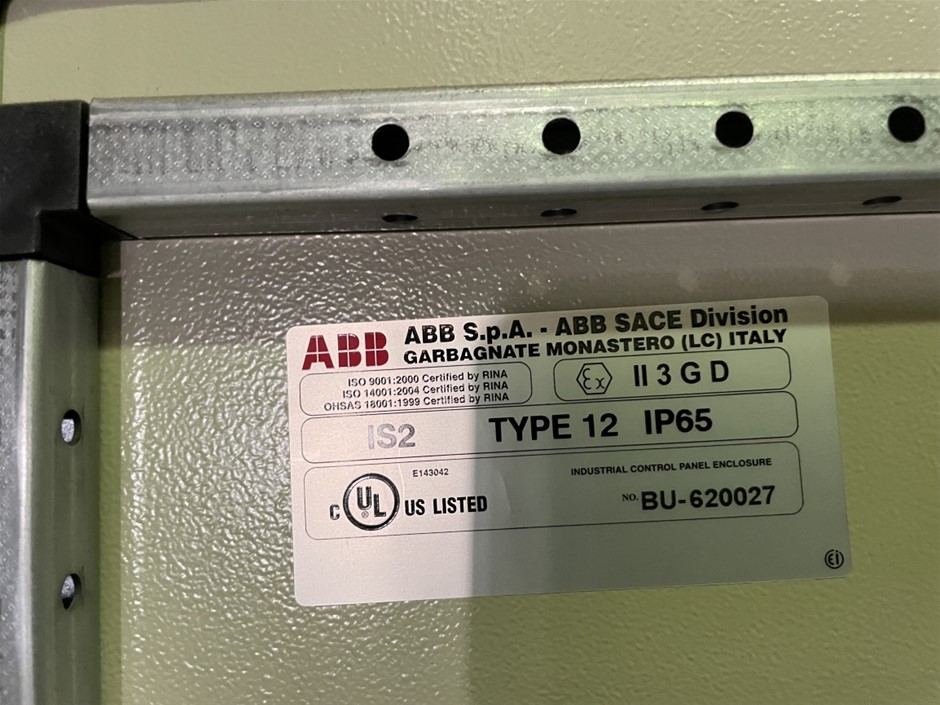 ABB
ABB S.p.A. - ABB SACE Division
GARBAGNATE MONASTERO (LC) ITALY
ISO 9001:2000 Certified by RINA
ISO 14001:2004 Certified by RINA
OHSAS 18001:1999 Certified by RINA
Ex II 3 G D
IS2 TYPE 12 IP65
E143042
C UL US LISTED
INDUSTRIAL CONTROL PANEL ENCLOSURE
NO. BU-620027